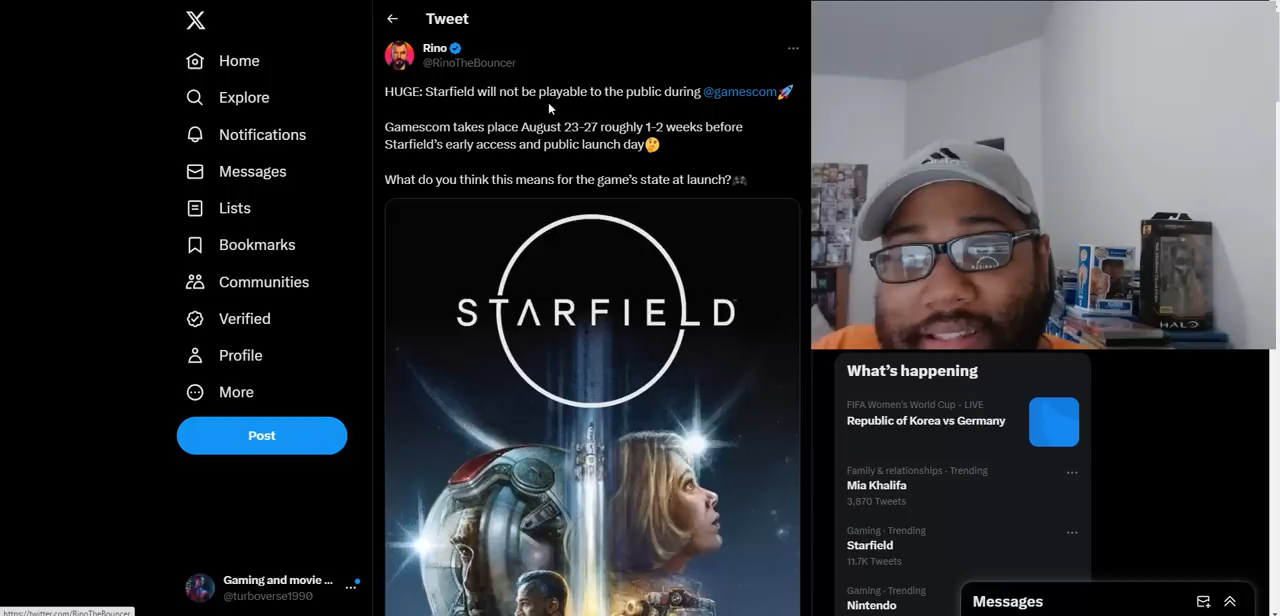 Home
Explore
Notifications
Messages
Lists
Bookmarks
Communities
Verified
Profile
More
Post
Gaming and movie ...
@turboverse1990
https://twitter.com/RinoTheBouncer
Tweet
Rino
@RinoTheBouncer
HUGE: Starfield will not be playable to the public during @gamescom🚀
Gamescom takes place August 23-27 roughly 1-2 weeks before
Starfield's early access and public launch day🤔
What do you think this means for the game's state at launch?🎮
STARFIELD
adidas
HALO
What's happening
FIFA Women's World Cup · LIVE
Republic of Korea vs Germany
Family & relationships · Trending
Mia Khalifa
3,870 Tweets
Gaming · Trending
Starfield
11.7K Tweets
Gaming · Trending
Nintendo
Messages